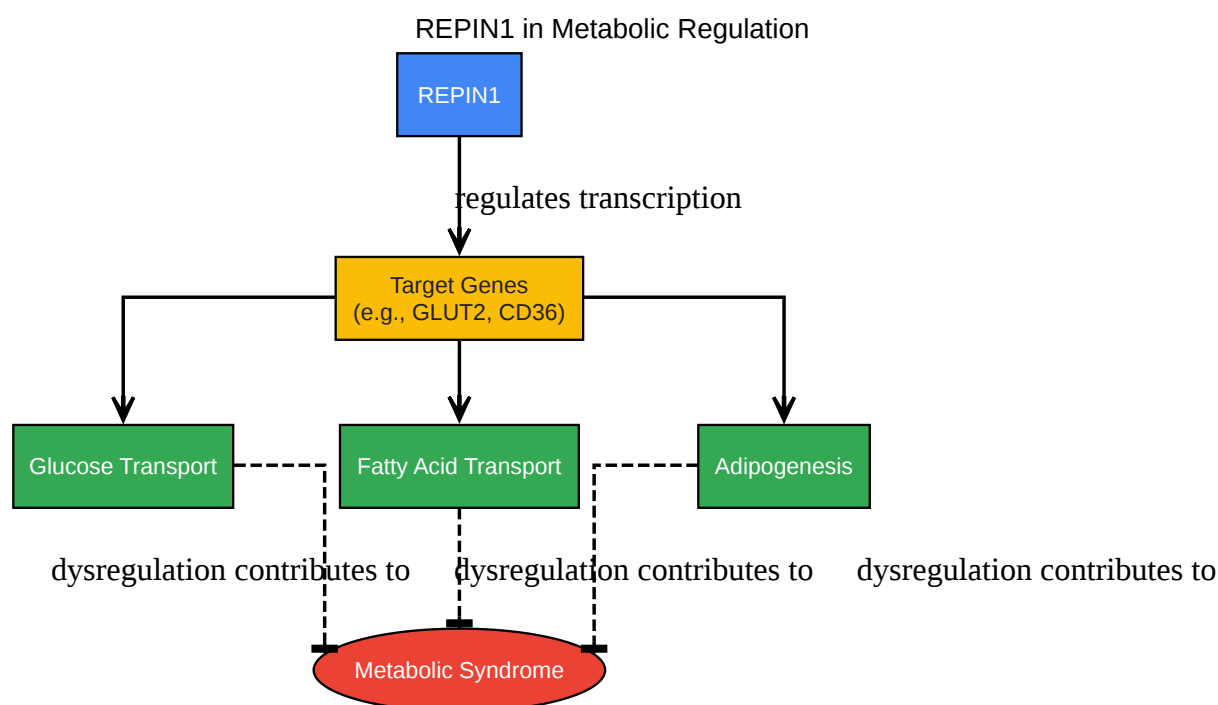 REPIN1 in Metabolic Regulation
REPIN1
regulates transcription
Target Genes
(e.g., GLUT2, CD36)
Glucose Transport
Fatty Acid Transport
Adipogenesis
dysregulation contributes to
dysregulation contributes to
dysregulation contributes to
Metabolic Syndrome